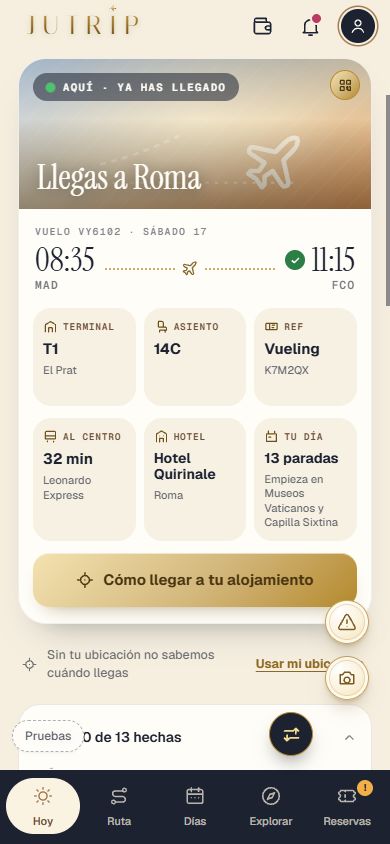 JUTRIP
AQUÍ · YA HAS LLEGADO
Llegas a Roma
VUELO VY6102 · SÁBADO 17
08:35
11:15
MAD
FCO
TERMINAL
T1
El Prat
ASIENTO
14C
REF
Vueling
K7M2QX
AL CENTRO
32 min
Leonardo
Express
HOTEL
Hotel
Quirinale
Roma
TU DÍA
13 paradas
Empieza en
Museos
Vaticanos y
Capilla Sixtina
Cómo llegar a tu alojamiento
Sin tu ubicación no sabemos
cuándo llegas
Usar mi ubic
Pruebas
0 de 13 hechas
Hoy
Ruta
Días
Explorar
!
Reservas